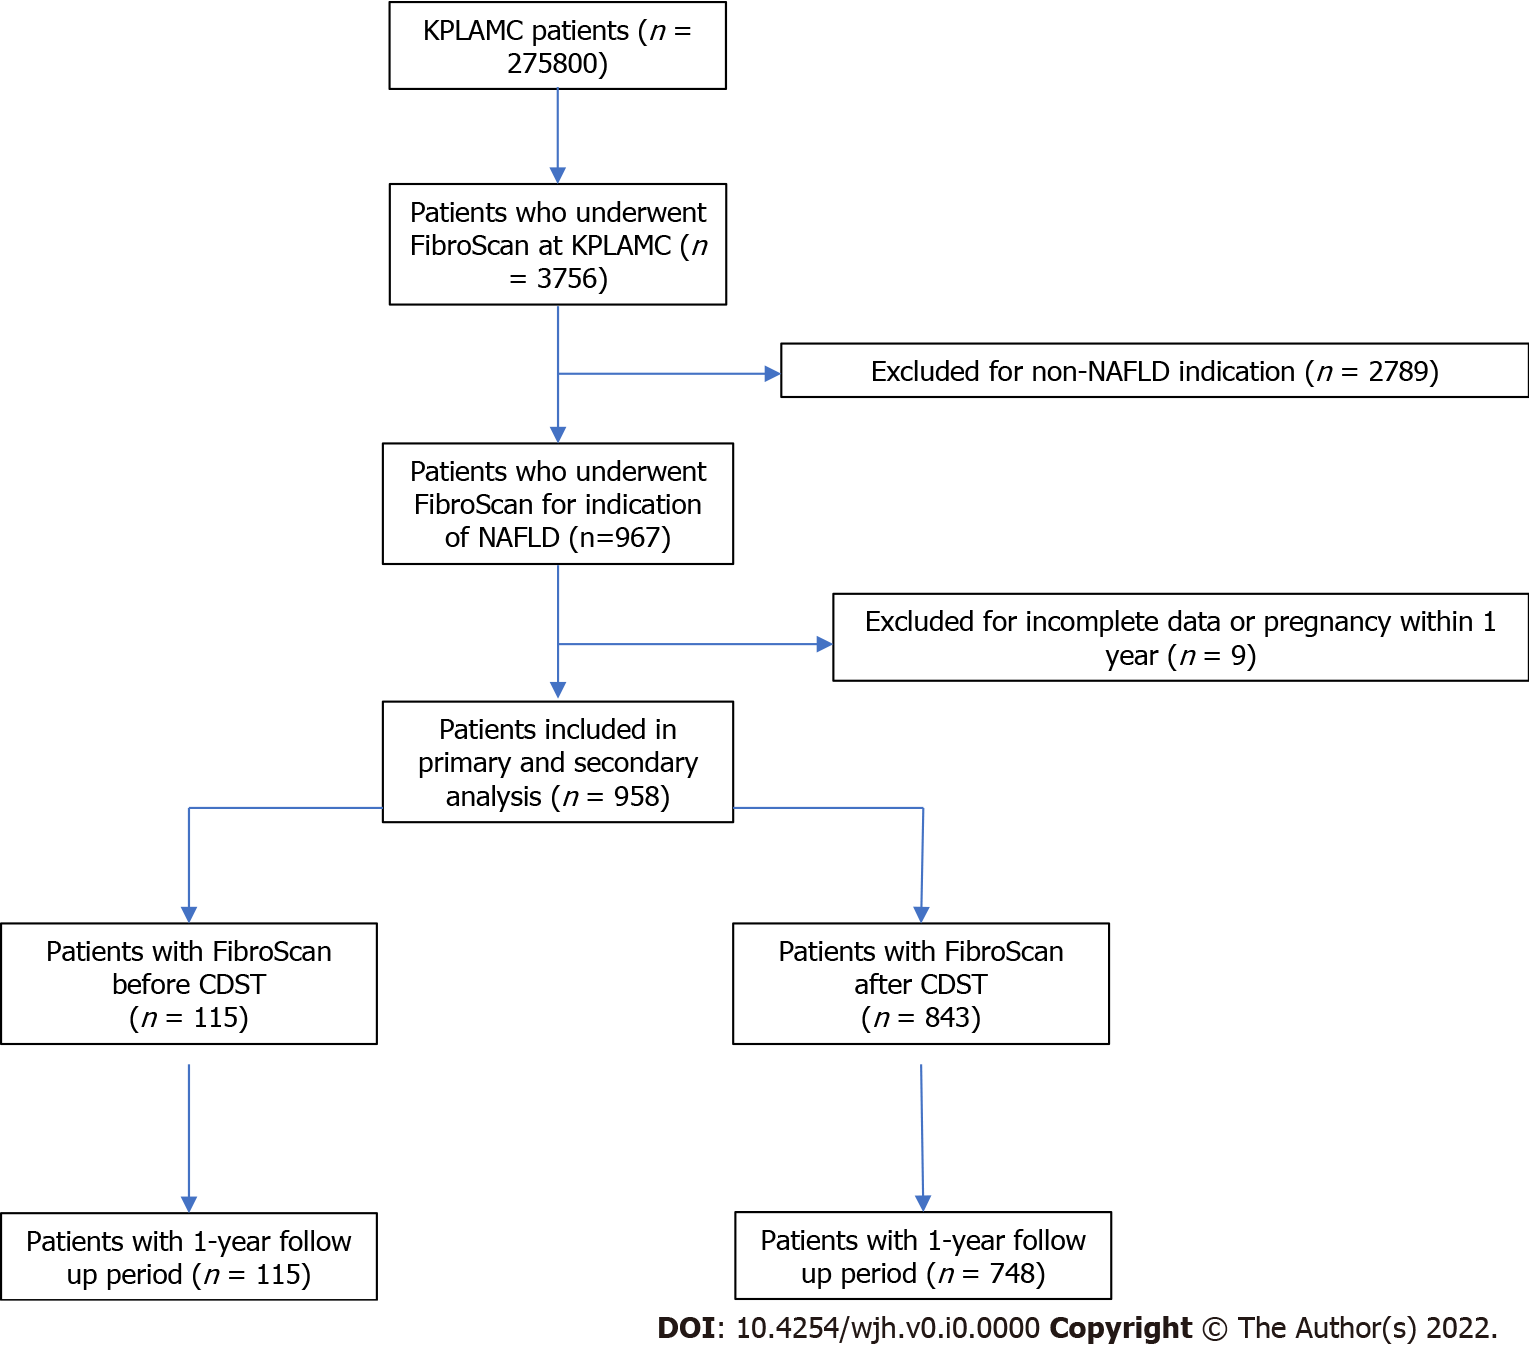 KPLAMC patients (n =
275800)
Patients who underwent
FibroScan at KPLAMC (n
= 3756)
Excluded for non-NAFLD indication (n = 2789)
Patients who underwent
FibroScan for indication
of NAFLD (n=967)
Excluded for incomplete data or pregnancy within 1
year (n = 9)
Patients included in
primary and secondary
analysis (n = 958)
Patients with FibroScan
before CDST
(n = 115)
Patients with FibroScan
after CDST
(n = 843)
Patients with 1-year follow
up period (n = 115)
Patients with 1-year follow
up period (n = 748)
DOI: 10.4254/wjh.v0.i0.0000 Copyright © The Author(s) 2022.